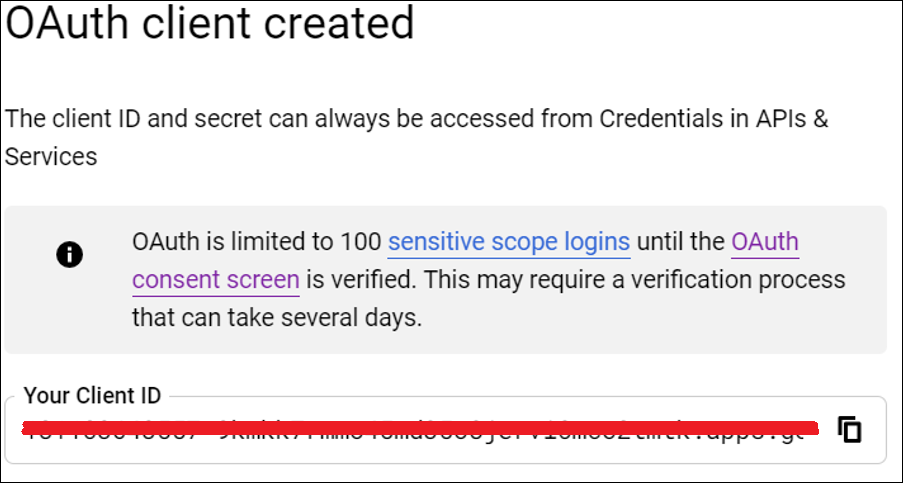 OAuth client created
The client ID and secret can always be accessed from Credentials in APIs &
Services
OAuth is limited to 100 sensitive scope logins until the OAuth
consent screen is verified. This may require a verification process
that can take several days.
Your Client ID